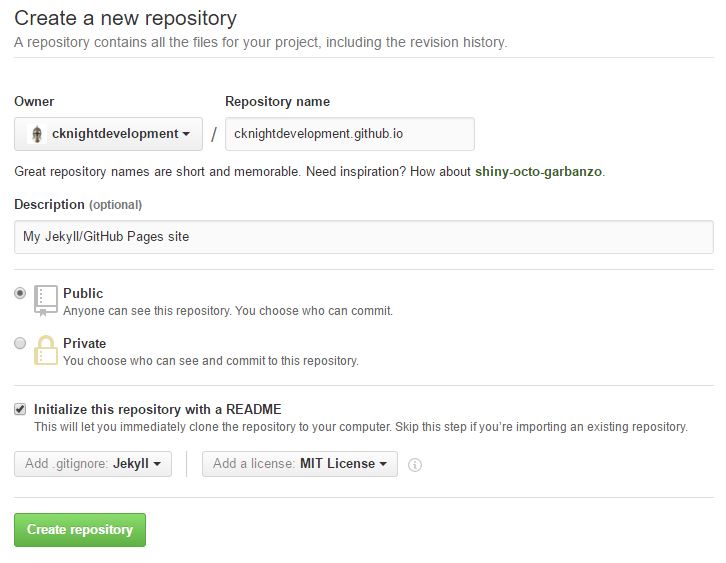 Create a new repository
A repository contains all the files for your project, including the revision history.
Owner Repository name
cknightdevelopment / cknightdevelopment.github.io
Great repository names are short and memorable. Need inspiration? How about shiny-octo-garbanzo.
Description (optional)
My Jekyll/GitHub Pages site
Public
Anyone can see this repository. You choose who can commit.
Private
You choose who can see and commit to this repository.
Initialize this repository with a README
This will let you immediately clone the repository to your computer. Skip this step if you're importing an existing repository.
Add .gitignore: Jekyll Add a license: MIT License
Create repository